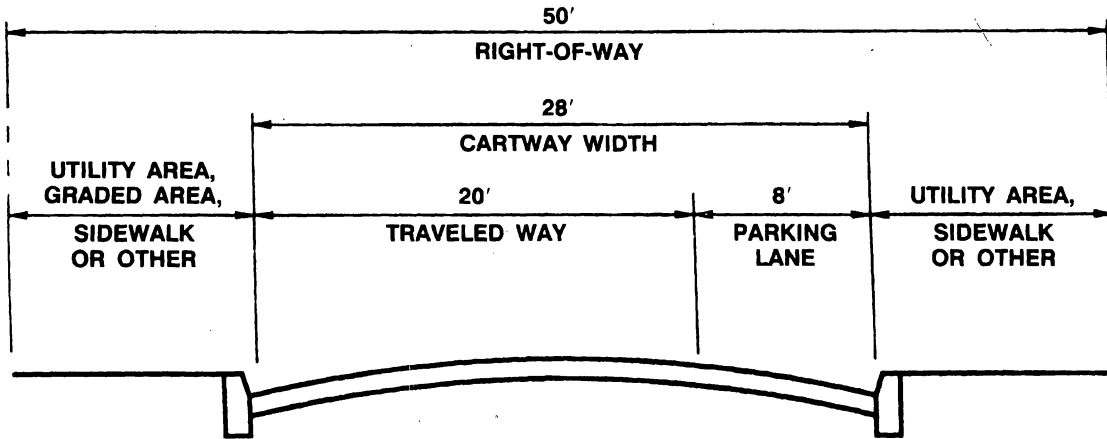 50'
RIGHT-OF-WAY
28'
CARTWAY WIDTH
UTILITY AREA,
GRADED AREA,
SIDEWALK
OR OTHER
20'
TRAVELED WAY
8'
PARKING
LANE
UTILITY AREA,
SIDEWALK
OR OTHER